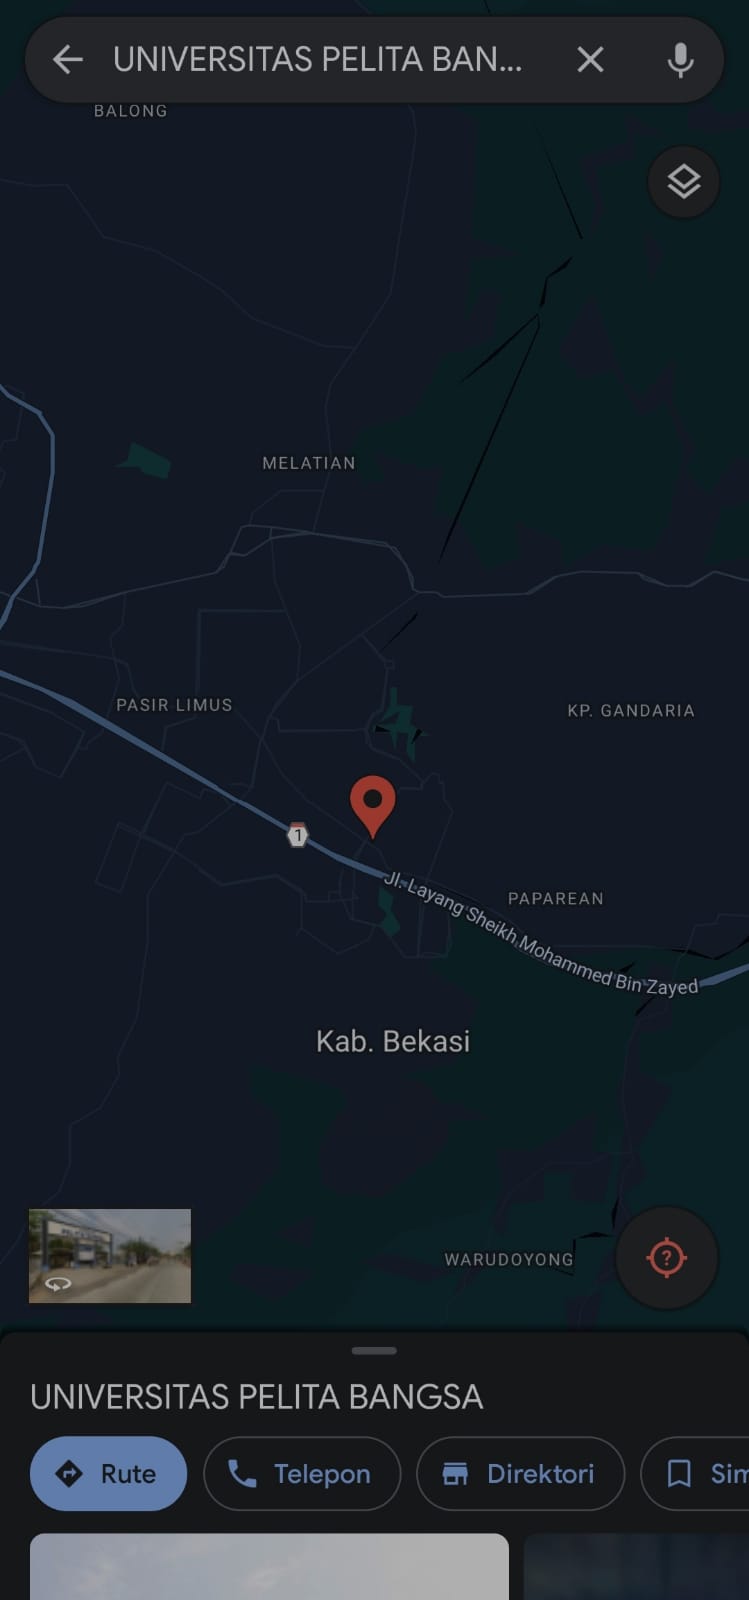 UNIVERSITAS PELITA BAN...
BALONG
MELATIAN
PASIR LIMUS
KP. GANDARIA
1
Jl. Layang Sheikh Mohammed Bin Zayed
PAPAREAN
Kab. Bekasi
WARUDOYONG
?
UNIVERSITAS PELITA BANGSA
Rute
Telepon
Direktori
Sim